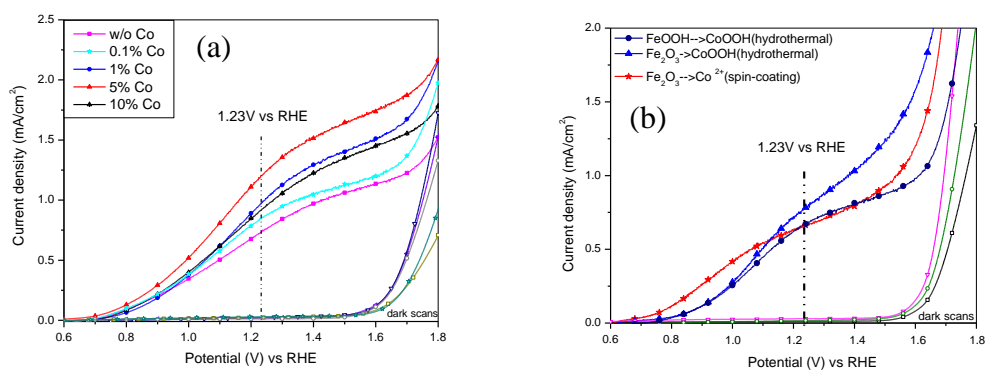 (a)
w/o Co
0.1% Co
1% Co
5% Co
10% Co
1.23V vs RHE
dark scans
2.5
2.0
1.5
1.0
0.5
0.0
Current density (mA/cm²)
0.6 0.8 1.0 1.2 1.4 1.6 1.8
Potential (V) vs RHE
(b)
FeOOH-->CoOOH(hydrothermal)
Fe₂O₃->CoOOH(hydrothermal)
Fe₂O₃-->Co ²⁺(spin-coating)
1.23V vs RHE
dark scans
2.0
1.5
1.0
0.5
0.0
Current density (mA/cm²)
0.6 0.8 1.0 1.2 1.4 1.6 1.8
Potential (V) vs RHE